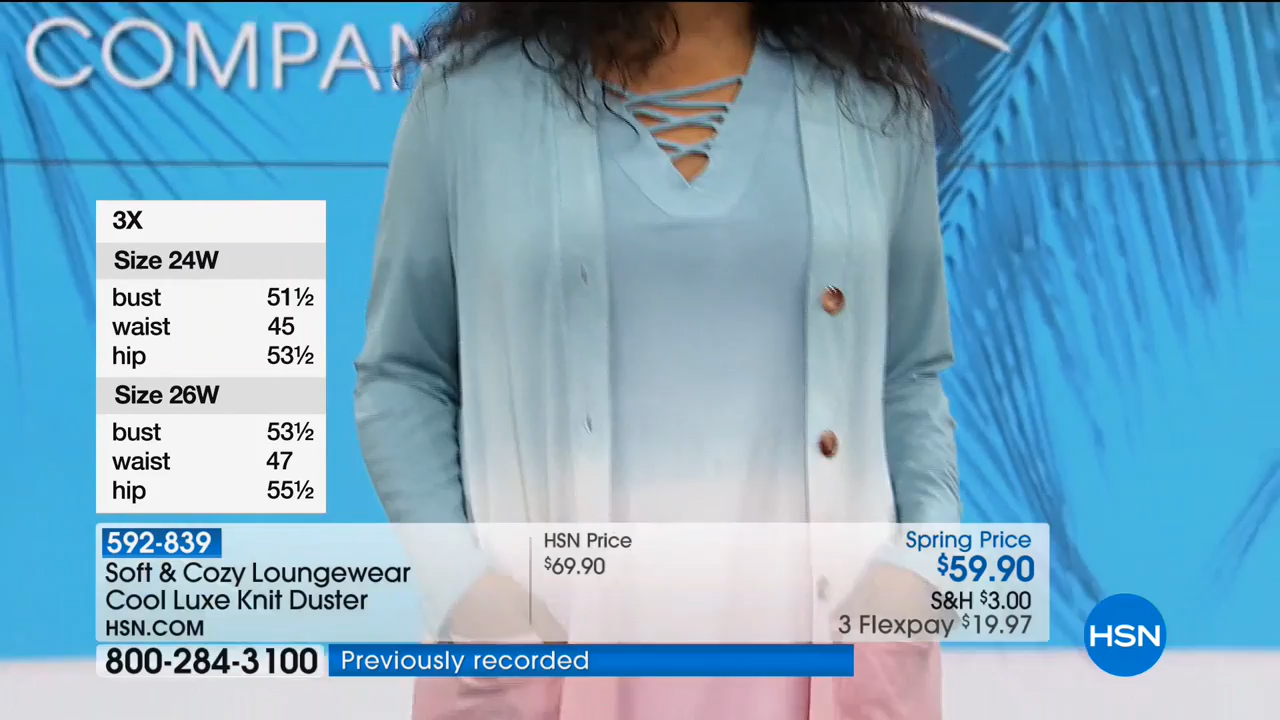 COMPAN
3X
Size 24W
bust 51½
waist 45
hip 53½
Size 26W
bust 53½
waist 47
hip 55½
592-839
Soft & Cozy Loungewear
Cool Luxe Knit Duster
HSN.COM
HSN Price
$69.90
Spring Price
$59.90
S&H $3.00
3 Flexpay $19.97
800-284-3100
Previously recorded
HSN